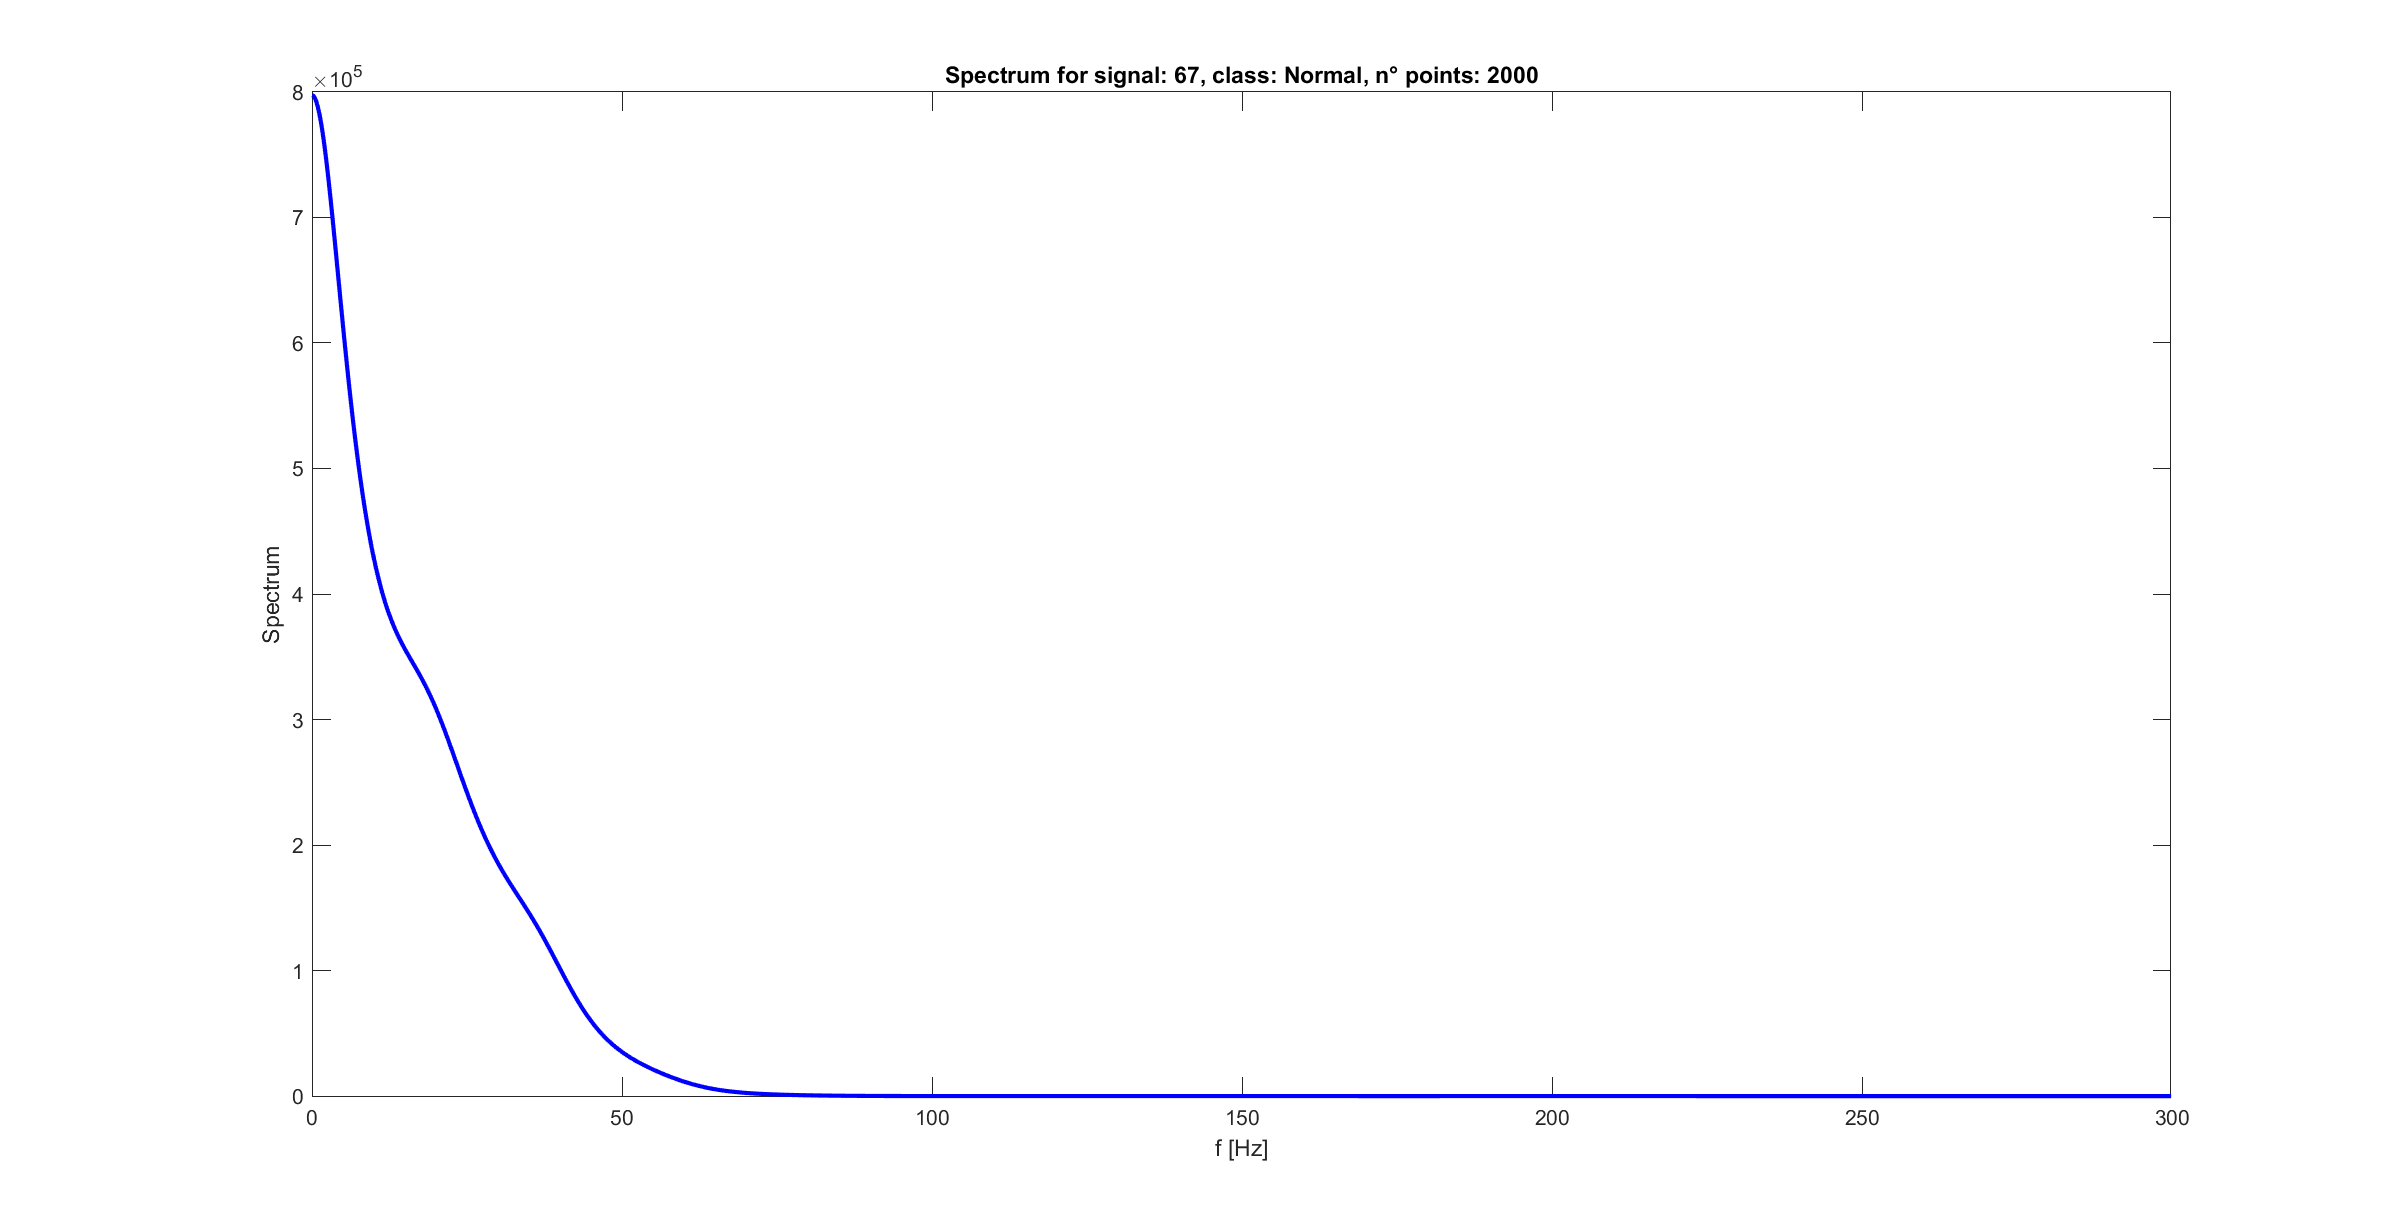 Spectrum for signal: 67, class: Normal, n° points: 2000
×10^5
8
7
6
5
4
3
2
1
0
Spectrum
0 50 100 150 200 250 300
f [Hz]